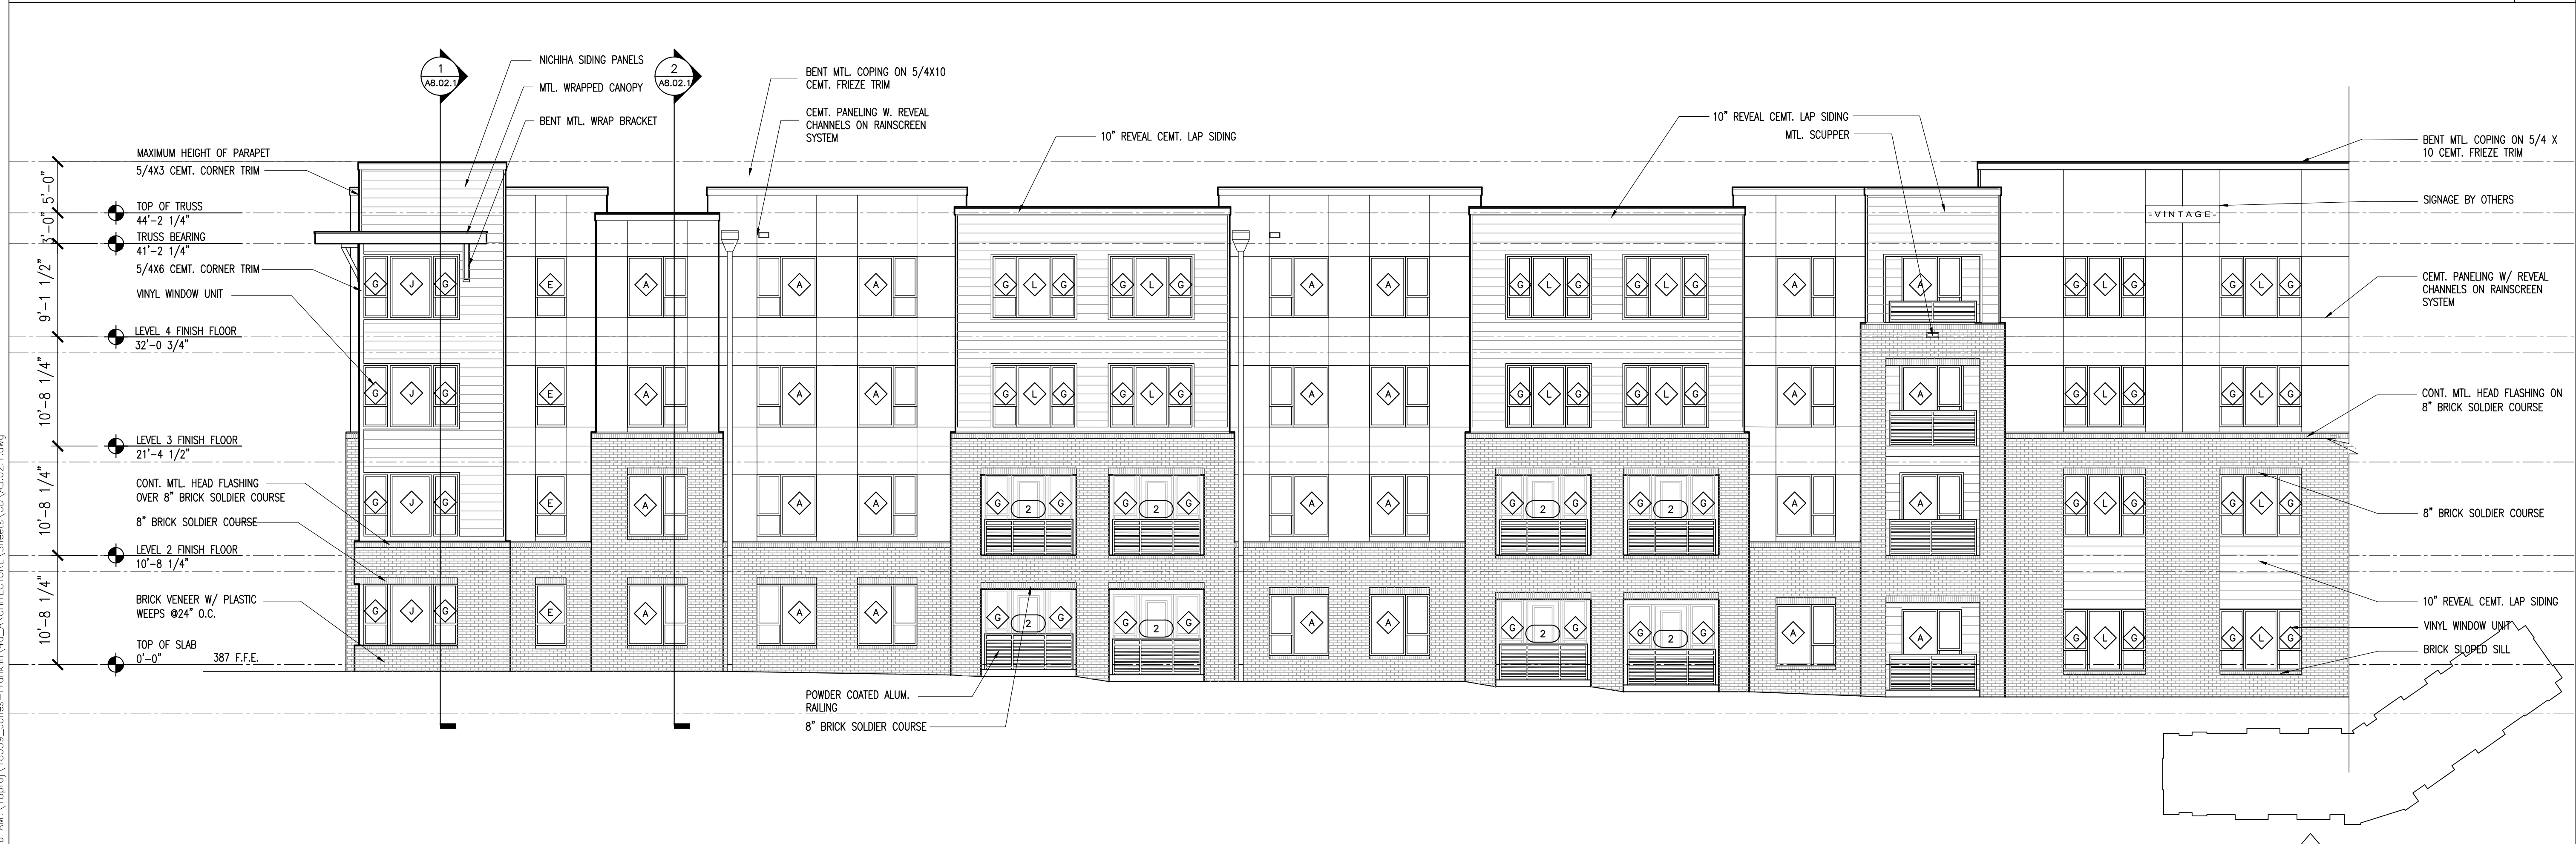 1
A8.02.1
2
A8.02.1
NICHIHA SIDING PANELS
MTL. WRAPPED CANOPY
BENT MTL. WRAP BRACKET
BENT MTL. COPING ON 5/4X10
CEMT. FRIEZE TRIM
CEMT. PANELING W. REVEAL
CHANNELS ON RAINSCREEN
SYSTEM
10" REVEAL CEMT. LAP SIDING
10" REVEAL CEMT. LAP SIDING
MTL. SCUPPER
BENT MTL. COPING ON 5/4 X
10 CEMT. FRIEZE TRIM
SIGNAGE BY OTHERS
-VINTAGE-
CEMT. PANELING W/ REVEAL
CHANNELS ON RAINSCREEN
SYSTEM
CONT. MTL. HEAD FLASHING ON
8" BRICK SOLDIER COURSE
8" BRICK SOLDIER COURSE
10" REVEAL CEMT. LAP SIDING
VINYL WINDOW UNIT
BRICK SLOPED SILL
MAXIMUM HEIGHT OF PARAPET
5/4X3 CEMT. CORNER TRIM
TOP OF TRUSS
44'-2 1/4"
TRUSS BEARING
41'-2 1/4"
5/4X6 CEMT. CORNER TRIM
VINYL WINDOW UNIT
LEVEL 4 FINISH FLOOR
32'-0 3/4"
LEVEL 3 FINISH FLOOR
21'-4 1/2"
CONT. MTL. HEAD FLASHING
OVER 8" BRICK SOLDIER COURSE
8" BRICK SOLDIER COURSE
LEVEL 2 FINISH FLOOR
10'-8 1/4"
BRICK VENEER W/ PLASTIC
WEEPS @24" O.C.
TOP OF SLAB
0'-0" 387 F.F.E.
5'-0"
3'-0"
9'-1 1/2"
10'-8 1/4"
10'-8 1/4"
10'-8 1/4"
POWDER COATED ALUM.
RAILING
8" BRICK SOLDIER COURSE
G J G E A A A G L G G L G A A G L G G L G A A G L G G L G
G J G E A A A G L G G L G A A G L G G L G A A G L G G L G
G J G E A A A G 2 G G 2 G A A G 2 G G 2 G A A G L G G L G
G J G E A A A G 2 G G 2 G A A G 2 G G 2 G A A G L G G L G